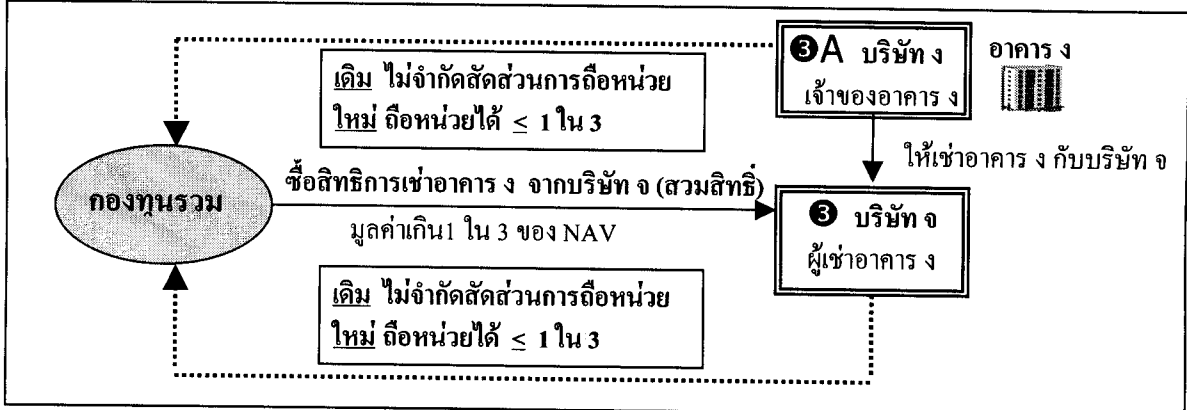 ❸A บริษัท ง
เจ้าของอาคาร ง
อาคาร ง
เดิม ไม่จำกัดสัดส่วนการถือหน่วย
ใหม่ ถือหน่วยได้ ≤ 1 ใน 3
ให้เช่าอาคาร ง กับบริษัท จ
กองทุนรวม
ซื้อสิทธิการเช่าอาคาร ง จากบริษัท จ (สวมสิทธิ์)
มูลค่าเกิน1 ใน 3 ของ NAV
❸ บริษัท จ
ผู้เช่าอาคาร ง
เดิม ไม่จำกัดสัดส่วนการถือหน่วย
ใหม่ ถือหน่วยได้ ≤ 1 ใน 3